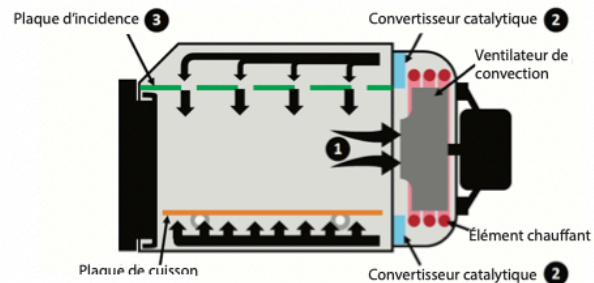 Plaque d'incidence 3
Convertisseur catalytique 2
Ventilateur de
convection
1
Élément chauffant
Plaque de cuisson
Convertisseur catalytique 2